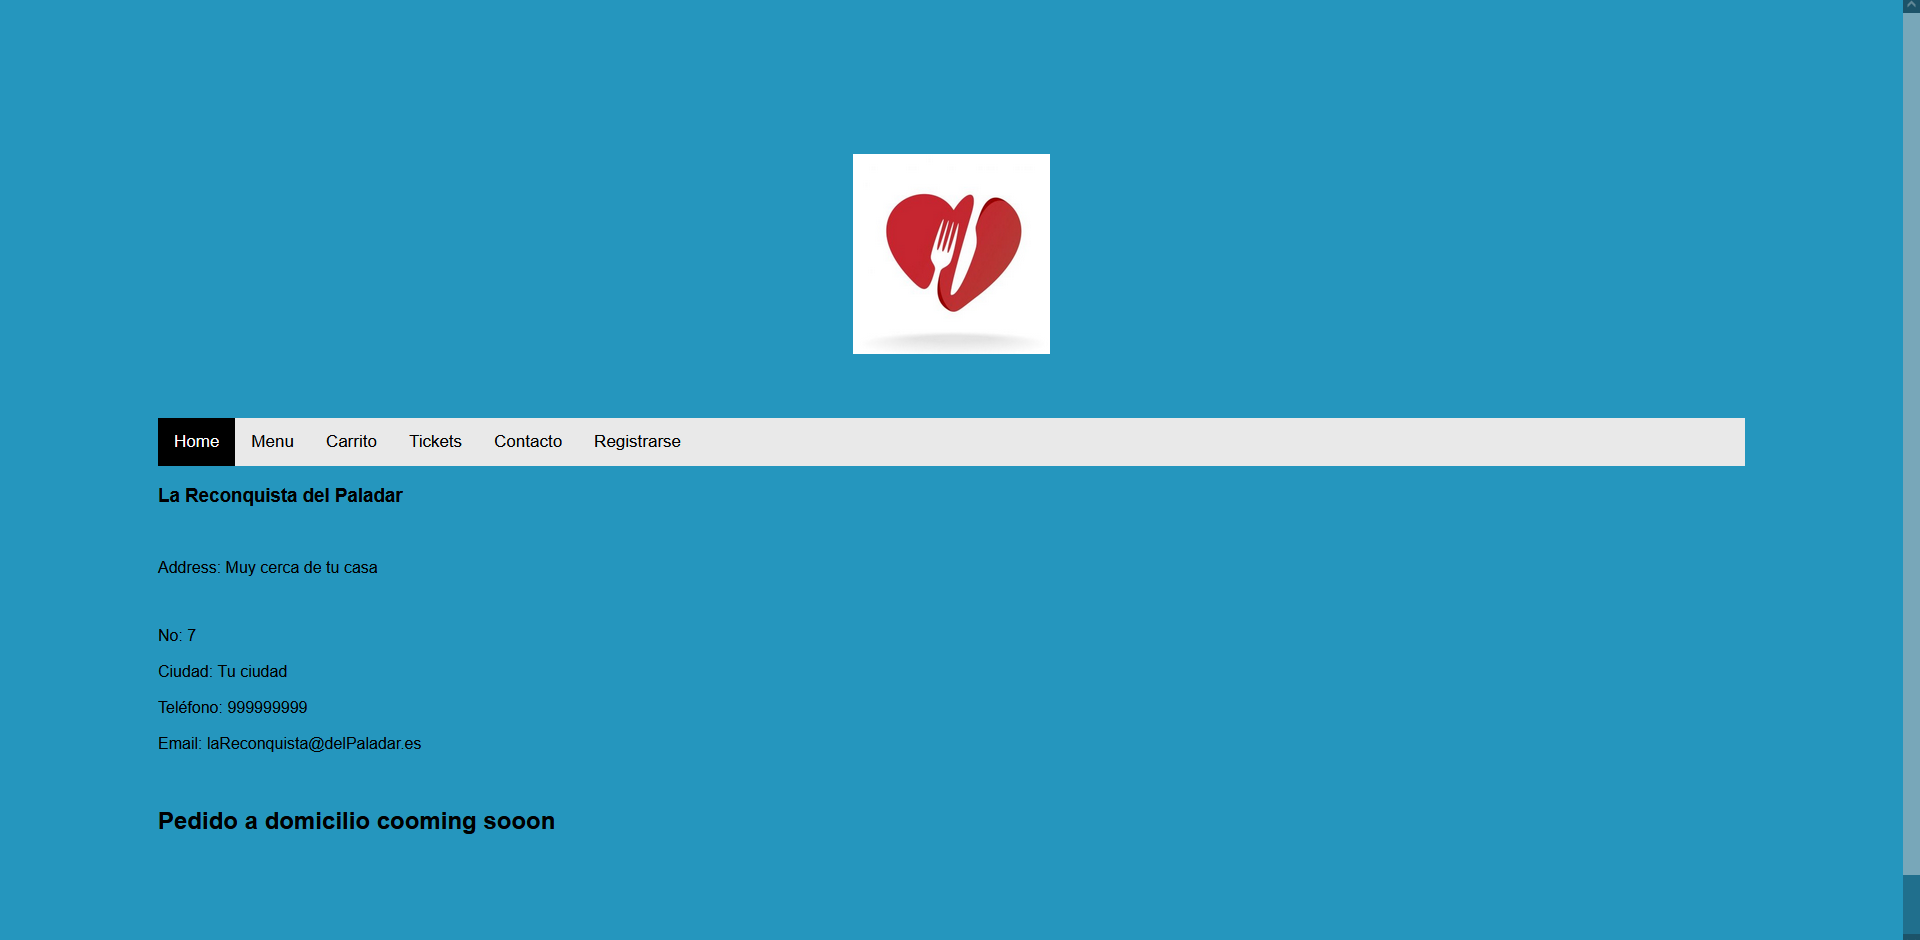 Home Menu Carrito Tickets Contacto Registrarse
La Reconquista del Paladar
Address: Muy cerca de tu casa
No: 7
Ciudad: Tu ciudad
Teléfono: 999999999
Email: laReconquista@delPaladar.es
Pedido a domicilio cooming sooon